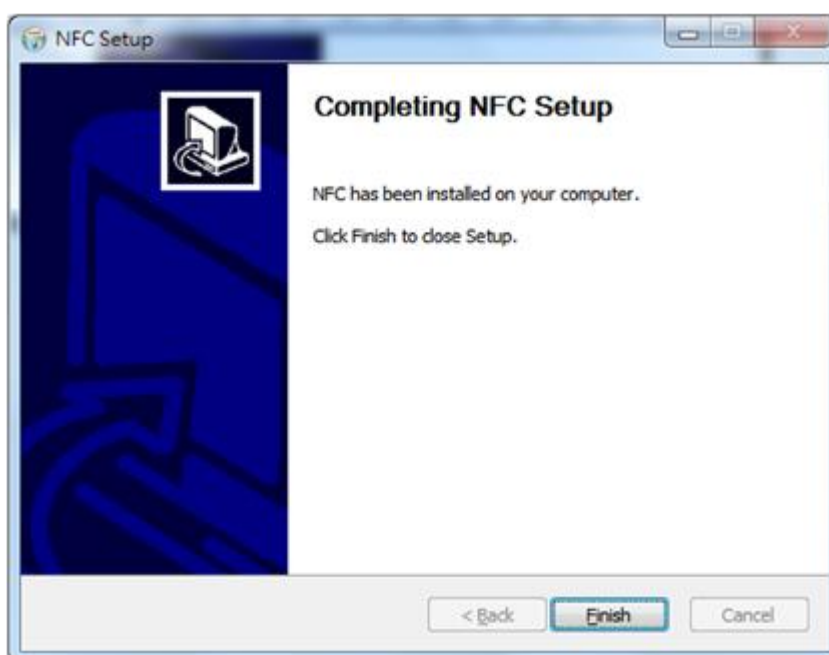 NFC Setup
Completing NFC Setup
NFC has been installed on your computer.
Click Finish to close Setup.
< Back
Finish
Cancel